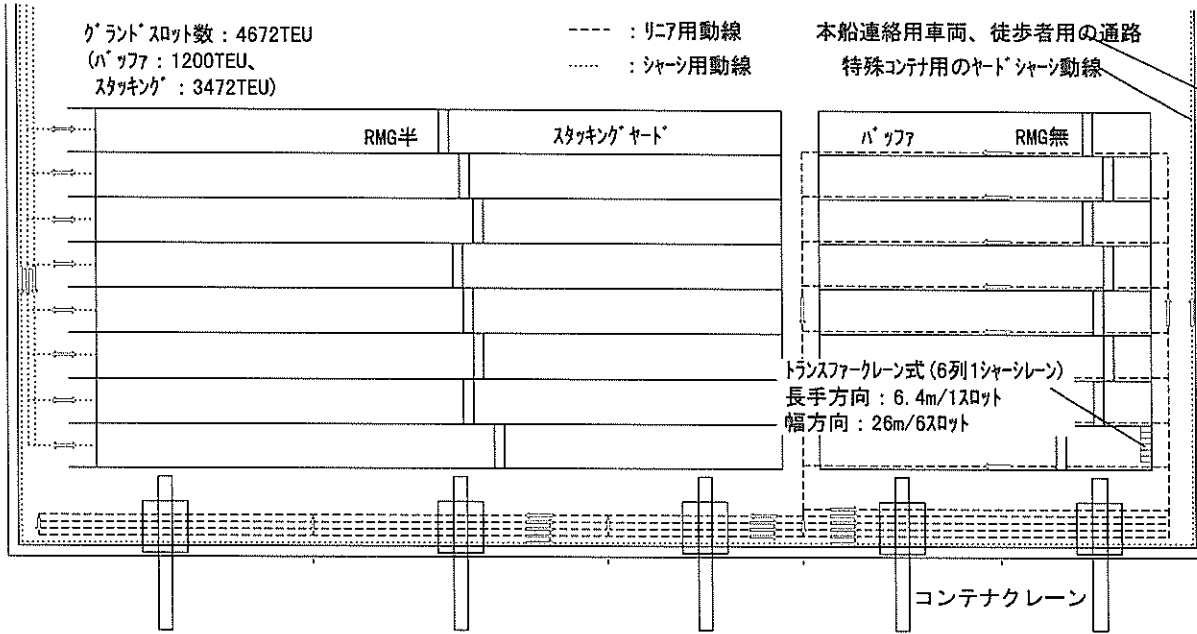 グランドスロット数：4672TEU
(バッファ：1200TEU、
スタッキング：3472TEU)
：リニア用動線
：シャーシ用動線
本船連絡用車両、徒歩者用の通路
特殊コンテナ用のヤードシャーシ動線
RMG半
スタッキングヤード
バッファ
RMG無
トランスファークレーン式(6列1シャーシレーン)
長手方向：6.4m/1スロット
幅方向：26m/6スロット
コンテナクレーン